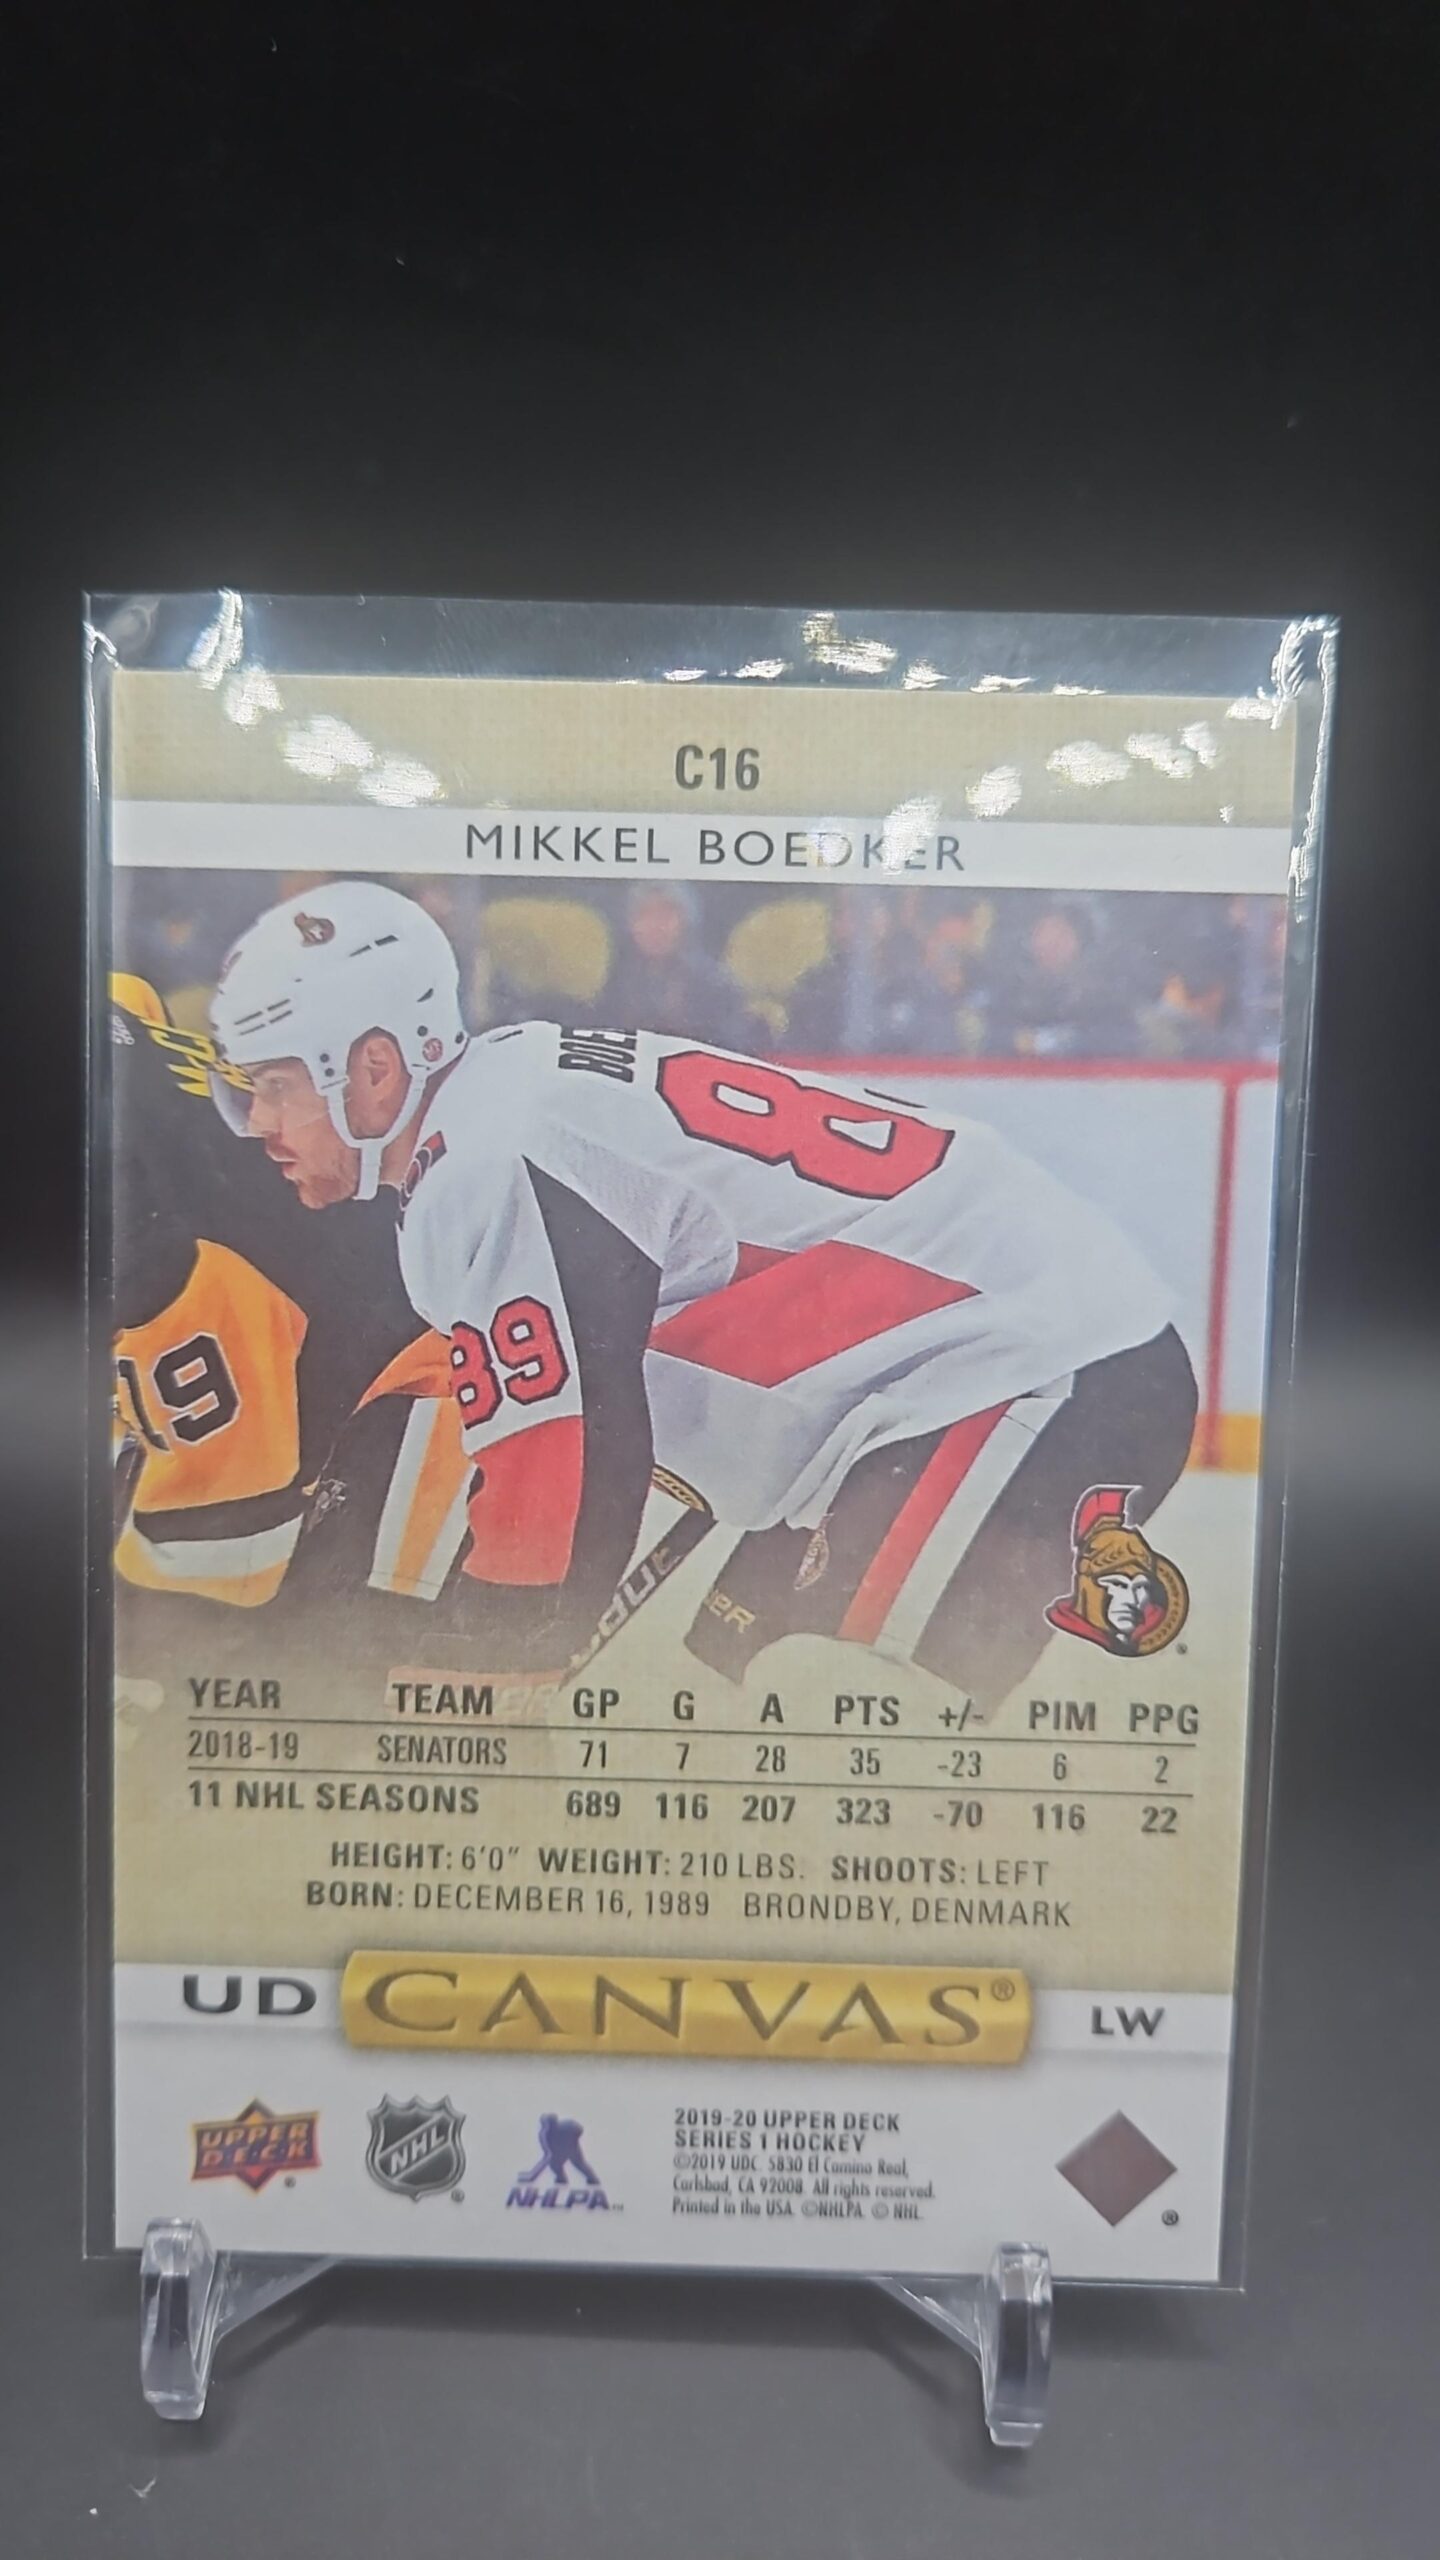 C16
MIKKEL BOEDKER
BOE
8
89
19
YEAR TEAM GP G A PTS +/- PIM PPG
2018-19 SENATORS 71 7 28 35 -23 6 2
11 NHL SEASONS 689 116 207 323 -70 116 22
HEIGHT: 6'0" WEIGHT: 210 LBS. SHOOTS: LEFT
BORN: DECEMBER 16, 1989 BRONDBY, DENMARK
UD CANVAS® LW
UPPER DECK ®
NHL ®
NHLPA™
2019-20 UPPER DECK
SERIES 1 HOCKEY
©2019 UDC. 5830 El Camino Real,
Carlsbad, CA 92008. All rights reserved.
Printed in the USA. ©NHLPA. © NHL.
®